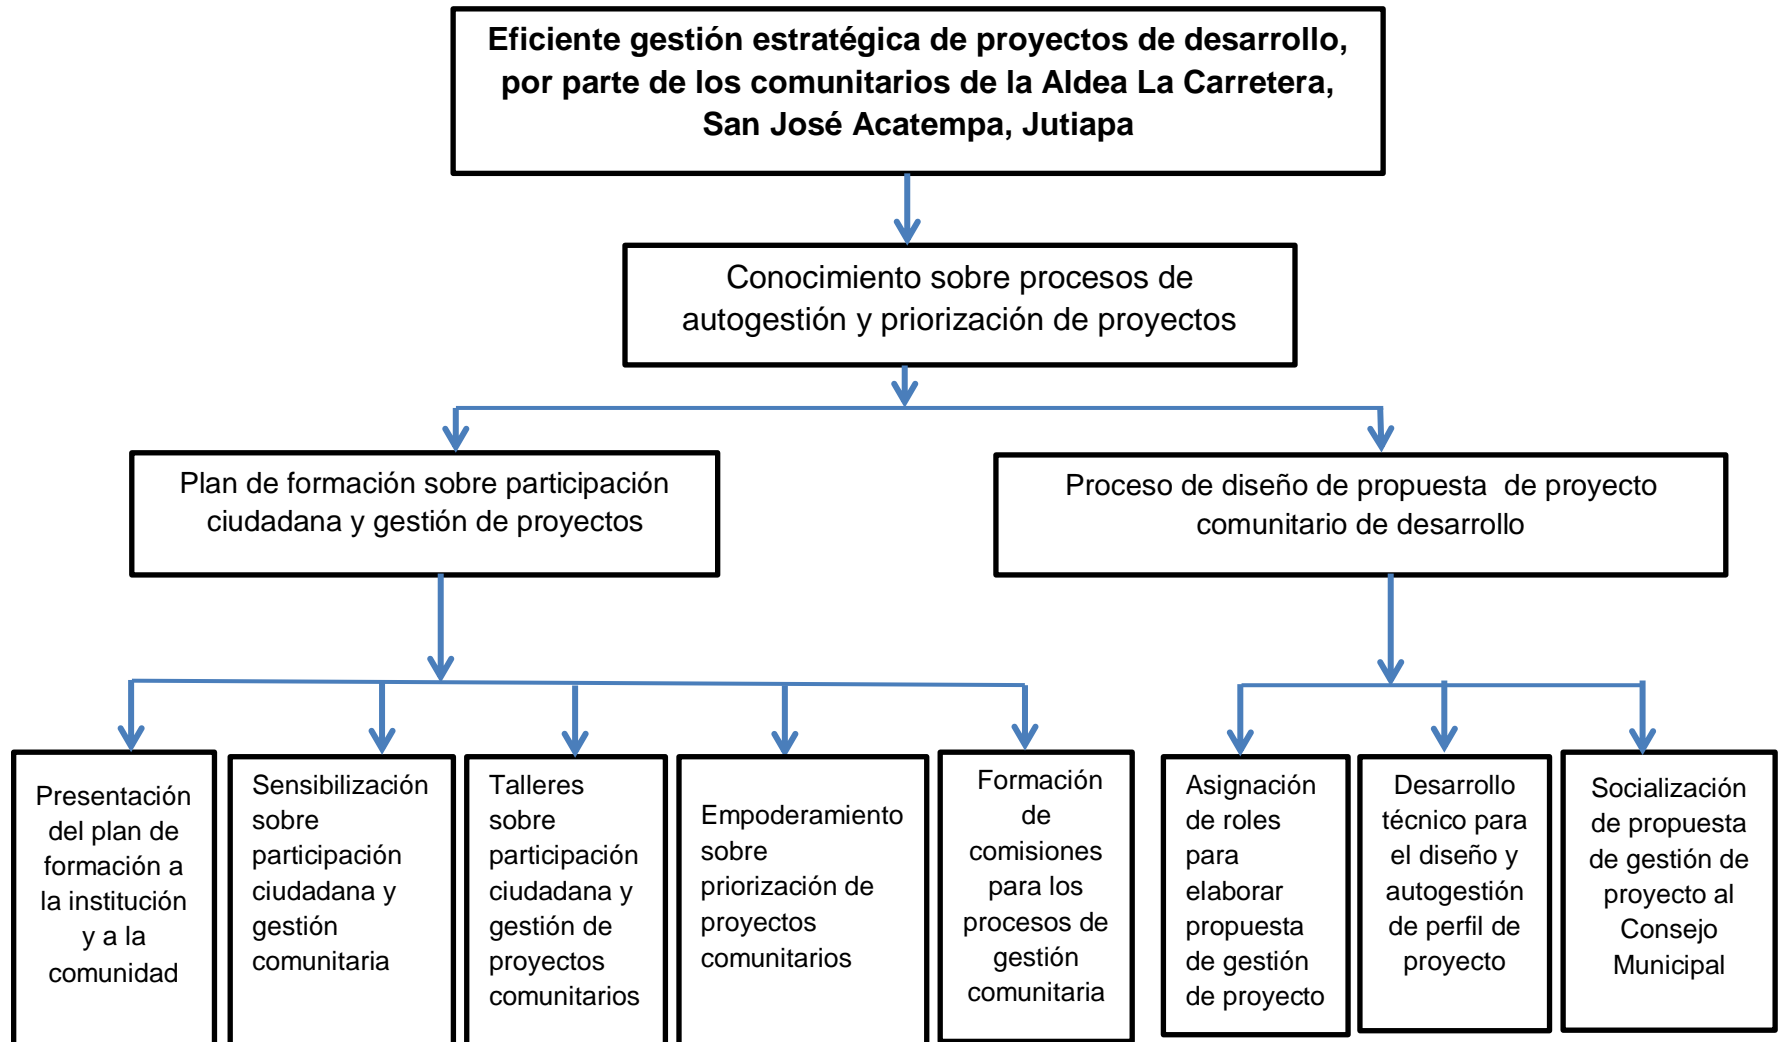 Eficiente gestión estratégica de proyectos de desarrollo,
por parte de los comunitarios de la Aldea La Carretera,
San José Acatempa, Jutiapa
Conocimiento sobre procesos de
autogestión y priorización de proyectos
Plan de formación sobre participación
ciudadana y gestión de proyectos
Proceso de diseño de propuesta  de proyecto
comunitario de desarrollo
Presentación
del plan de
formación a
la institución
y a la
comunidad
Sensibilización
sobre
participación
ciudadana y
gestión
comunitaria
Talleres
sobre
participación
ciudadana y
gestión de
proyectos
comunitarios
Empoderamiento
sobre
priorización de
proyectos
comunitarios
Formación
de
comisiones
para los
procesos de
gestión
comunitaria
Asignación
de roles
para
elaborar
propuesta
de gestión
de proyecto
Desarrollo
técnico para
el diseño y
autogestión
de perfil de
proyecto
Socialización
de propuesta
de gestión de
proyecto al
Consejo
Municipal